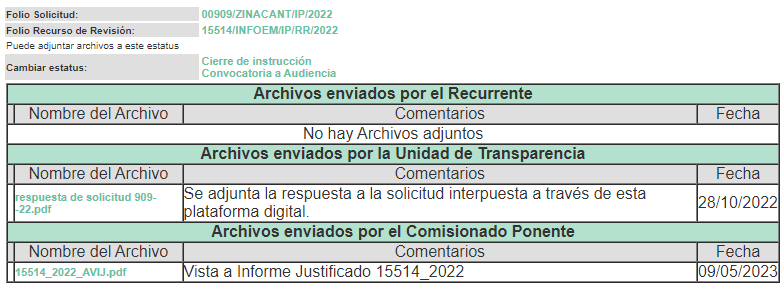 Folio Solicitud: 00909/ZINACANT/IP/2022
Folio Recurso de Revisión: 15514/INFOEM/IP/RR/2022
Puede adjuntar archivos a este estatus
Cambiar estatus: Cierre de instrucción
Convocatoria a Audiencia
Archivos enviados por el Recurrente
Nombre del Archivo Comentarios Fecha
No hay Archivos adjuntos
Archivos enviados por la Unidad de Transparencia
Nombre del Archivo Comentarios Fecha
respuesta de solicitud 909-
-22.pdf
Se adjunta la respuesta a la solicitud interpuesta a través de esta
plataforma digital.
28/10/2022
Archivos enviados por el Comisionado Ponente
Nombre del Archivo Comentarios Fecha
15514_2022_AVIJ.pdf Vista a Informe Justificado 15514_2022 09/05/2023